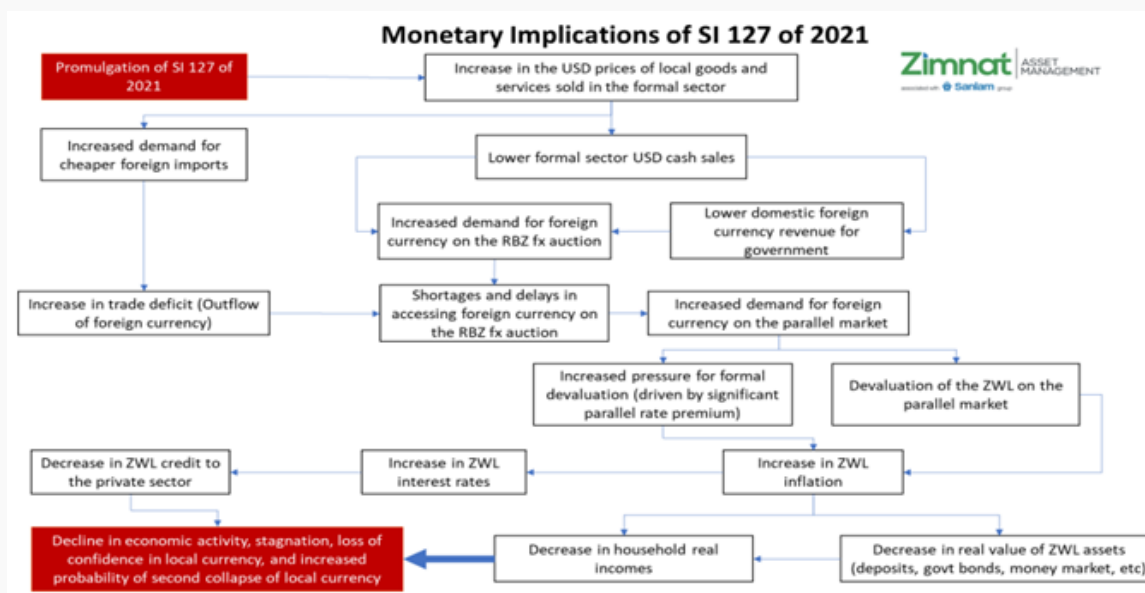 Monetary Implications of SI 127 of 2021
Zimnat
ASSET
MANAGEMENT
associated with Sanlam group
Promulgation of SI 127 of
2021
Increase in the USD prices of local goods and
services sold in the formal sector
Increased demand for
cheaper foreign imports
Lower formal sector USD cash sales
Increased demand for foreign
currency on the RBZ fx auction
Lower domestic foreign
currency revenue for
government
Increase in trade deficit (Outflow
of foreign currency)
Shortages and delays in
accessing foreign currency on
the RBZ fx auction
Increased demand for foreign
currency on the parallel market
Increased pressure for formal
devaluation (driven by significant
parallel rate premium)
Devaluation of the ZWL on the
parallel market
Decrease in ZWL credit to
the private sector
Increase in ZWL
interest rates
Increase in ZWL
inflation
Decline in economic activity, stagnation, loss of
confidence in local currency, and increased
probability of second collapse of local currency
Decrease in household real
incomes
Decrease in real value of ZWL assets
(deposits, govt bonds, money market, etc)